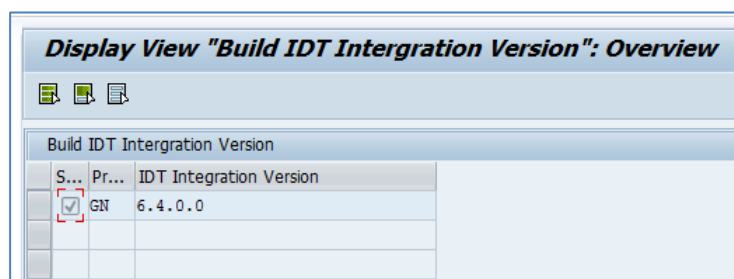 Display View "Build IDT Intergration Version": Overview
Build IDT Intergration Version
S... Pr... IDT Integration Version
GN 6.4.0.0